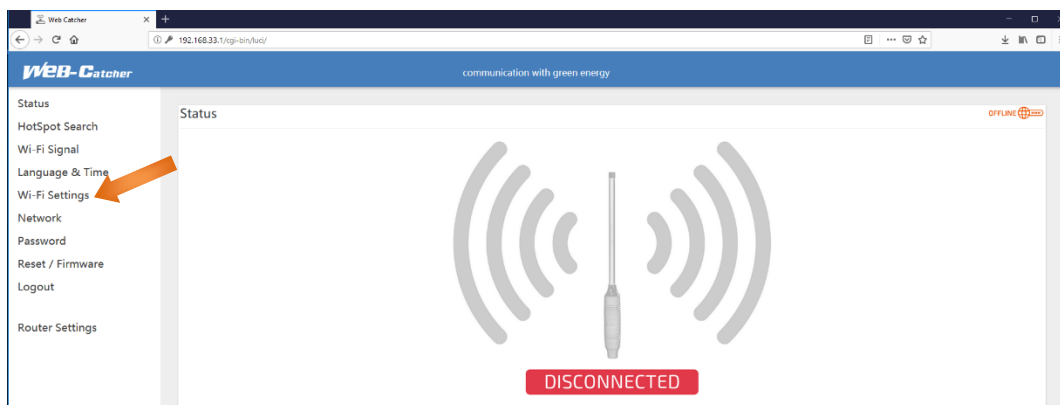 Web Catcher
192.168.33.1/cgi-bin/luci/
WEB-Catcher
communication with green energy
Status
HotSpot Search
Wi-Fi Signal
Language & Time
Wi-Fi Settings
Network
Password
Reset / Firmware
Logout
Router Settings
Status
OFFLINE
DISCONNECTED